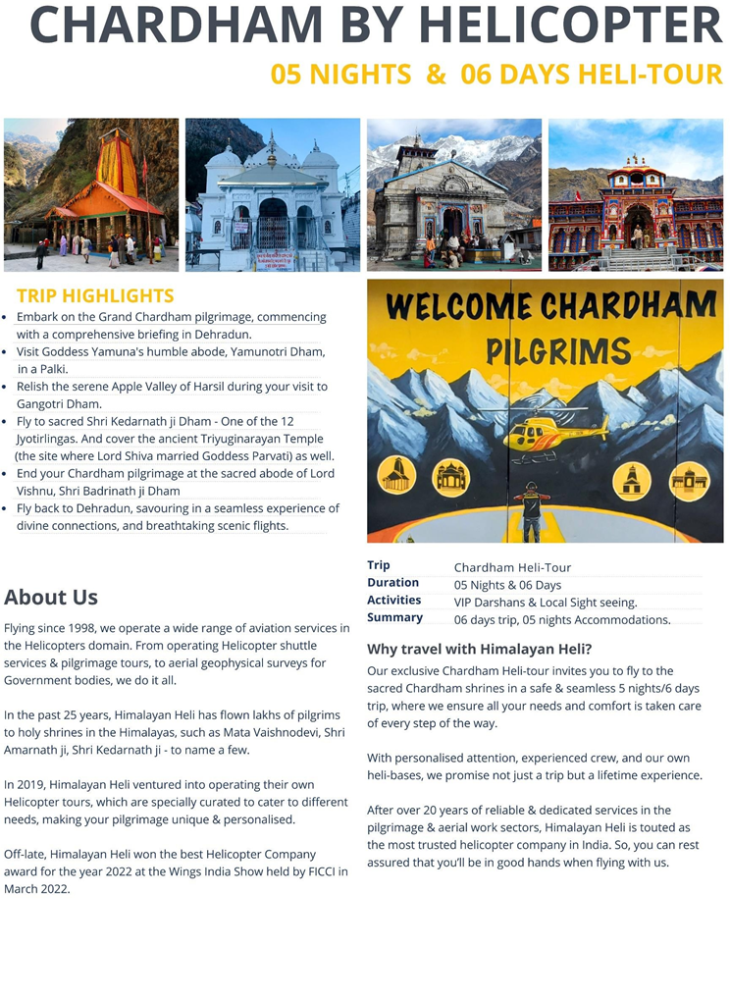 CHARDHAM BY HELICOPTER
05 NIGHTS & 06 DAYS HELI-TOUR
TRIP HIGHLIGHTS
• Embark on the Grand Chardham pilgrimage, commencing
with a comprehensive briefing in Dehradun.
• Visit Goddess Yamuna's humble abode, Yamunotri Dham,
in a Palki.
• Relish the serene Apple Valley of Harsil during your visit to
Gangotri Dham.
• Fly to sacred Shri Kedarnath ji Dham - One of the 12
Jyotirlingas. And cover the ancient Triyuginarayan Temple
(the site where Lord Shiva married Goddess Parvati) as well.
• End your Chardham pilgrimage at the sacred abode of Lord
Vishnu, Shri Badrinath ji Dham
• Fly back to Dehradun, savouring in a seamless experience of
divine connections, and breathtaking scenic flights.
WELCOME CHARDHAM
PILGRIMS
About Us
Flying since 1998, we operate a wide range of aviation services in
the Helicopters domain. From operating Helicopter shuttle
services & pilgrimage tours, to aerial geophysical surveys for
Government bodies, we do it all.
In the past 25 years, Himalayan Heli has flown lakhs of pilgrims
to holy shrines in the Himalayas, such as Mata Vaishnodevi, Shri
Amarnath ji, Shri Kedarnath ji - to name a few.
In 2019, Himalayan Heli ventured into operating their own
Helicopter tours, which are specially curated to cater to different
needs, making your pilgrimage unique & personalised.
Off-late, Himalayan Heli won the best Helicopter Company
award for the year 2022 at the Wings India Show held by FICCI in
March 2022.
Trip Chardham Heli-Tour
Duration 05 Nights & 06 Days
Activities VIP Darshans & Local Sight seeing.
Summary 06 days trip, 05 nights Accommodations.
Why travel with Himalayan Heli?
Our exclusive Chardham Heli-tour invites you to fly to the
sacred Chardham shrines in a safe & seamless 5 nights/6 days
trip, where we ensure all your needs and comfort is taken care
of every step of the way.
With personalised attention, experienced crew, and our own
heli-bases, we promise not just a trip but a lifetime experience.
After over 20 years of reliable & dedicated services in the
pilgrimage & aerial work sectors, Himalayan Heli is touted as
the most trusted helicopter company in India. So, you can rest
assured that you'll be in good hands when flying with us.